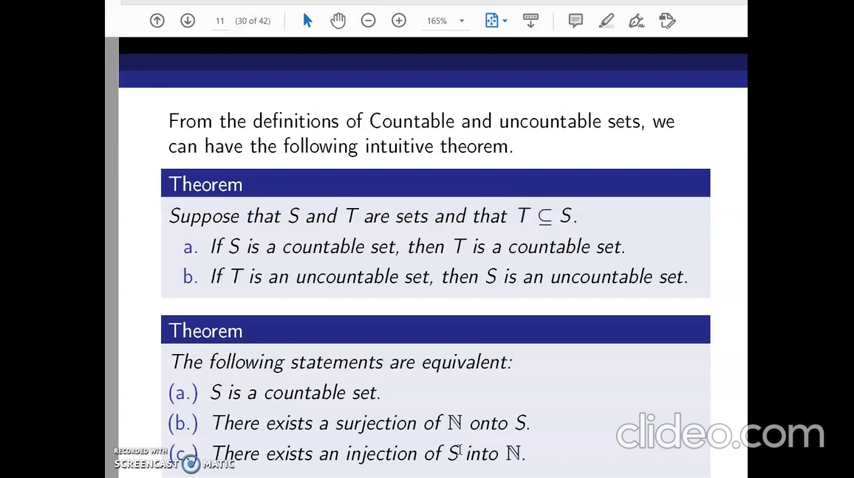 11 (30 of 42) 165%
From the definitions of Countable and uncountable sets, we
can have the following intuitive theorem.
Theorem
Suppose that S and T are sets and that T ⊆ S.
a. If S is a countable set, then T is a countable set.
b. If T is an uncountable set, then S is an uncountable set.
Theorem
The following statements are equivalent:
(a.) S is a countable set.
(b.) There exists a surjection of ℕ onto S.
(c.) There exists an injection of S into ℕ.
clideo.com
RECORDED WITH
SCREENCAST MATIC